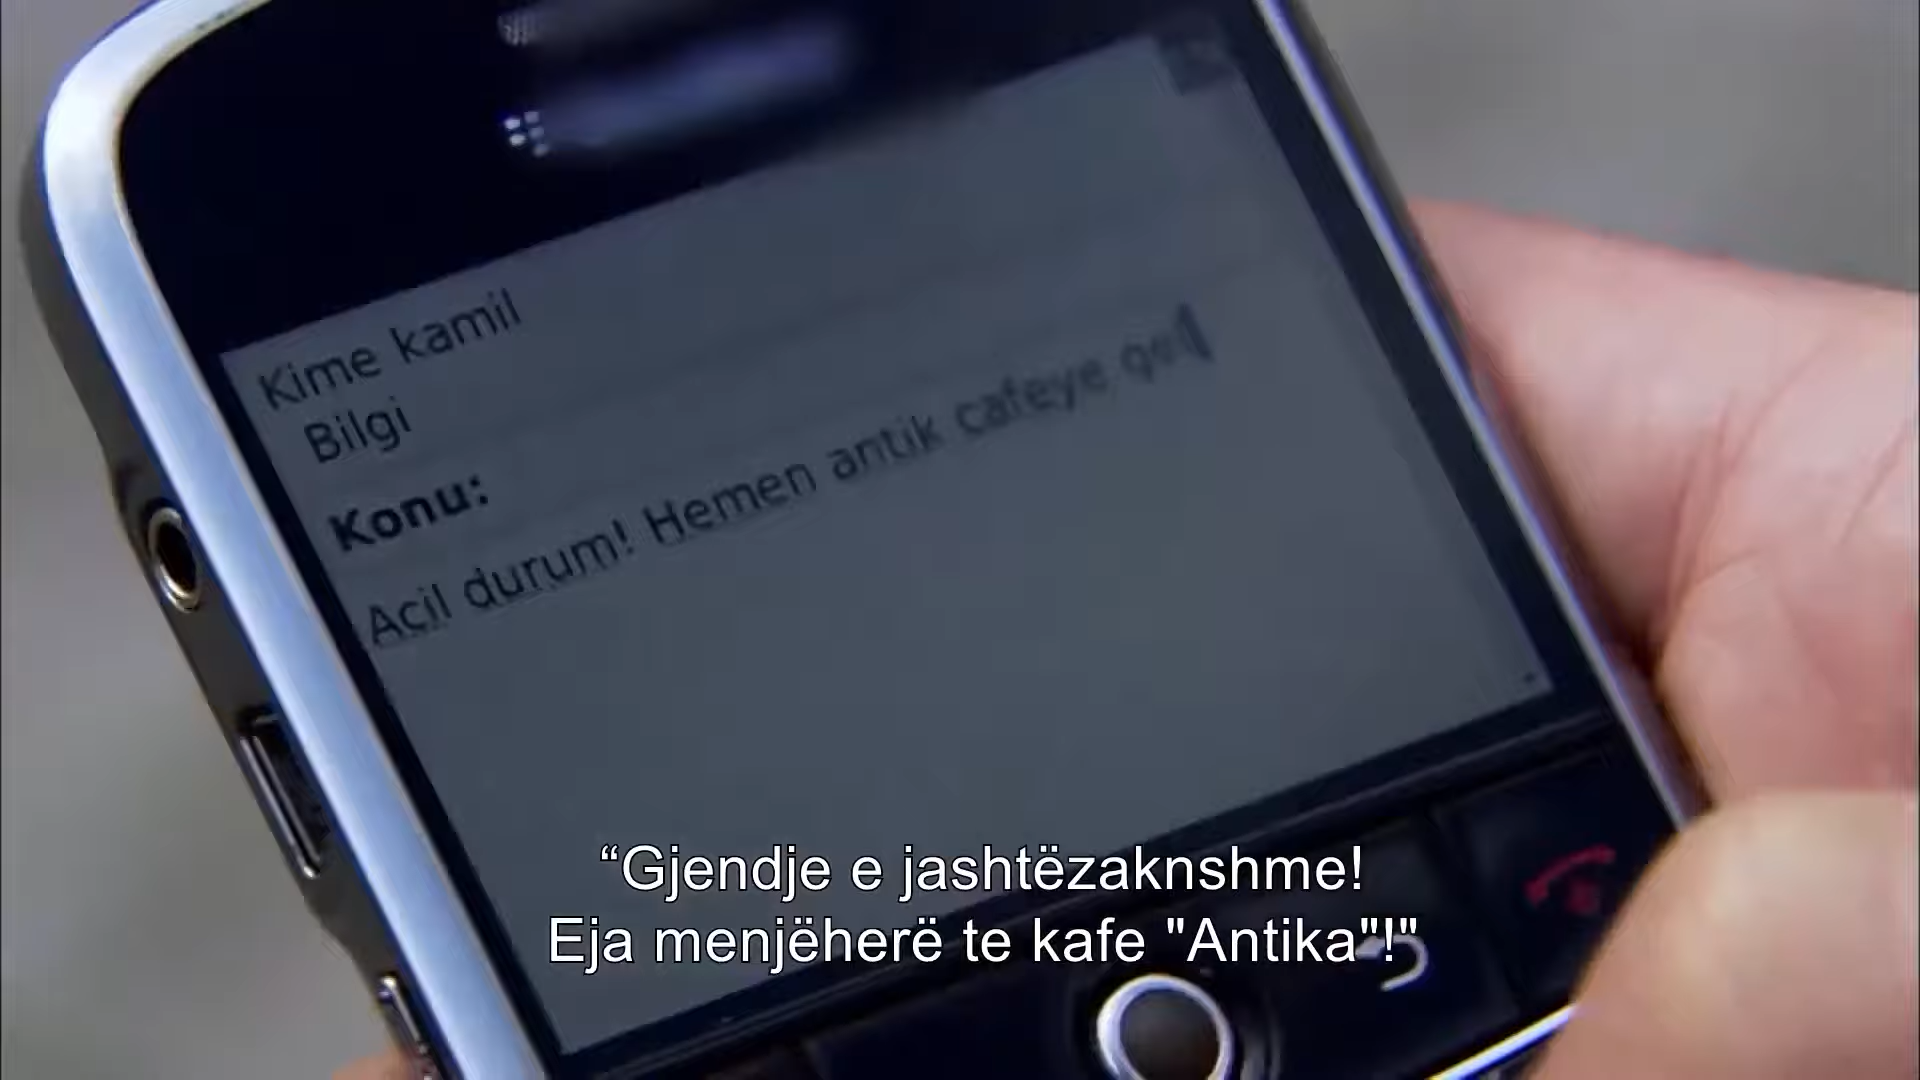 Kime kamil
Bilgi
Konu:
Acil durum! Hemen antik cafeye gel
“Gjendje e jashtëzaknshme!
Eja menjëherë te kafe "Antika"!"